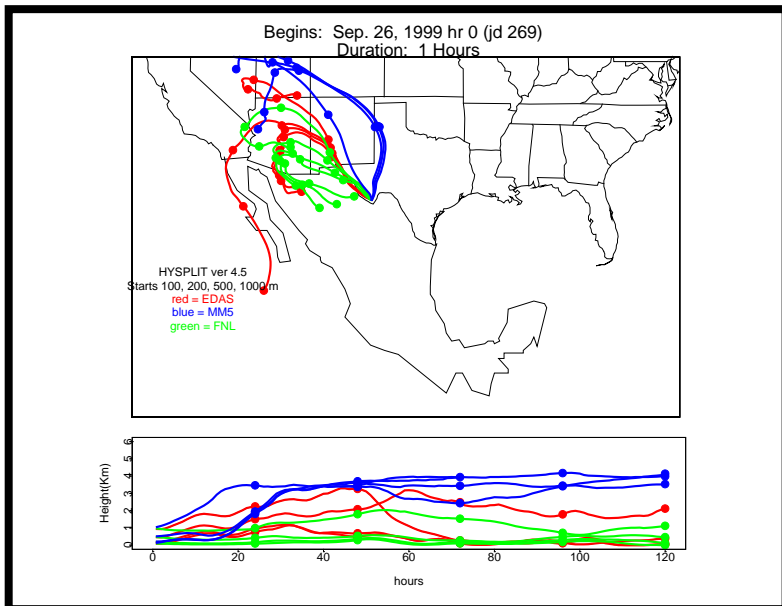 Begins: Sep. 26, 1999 hr 0 (jd 269)
Duration: 1 Hours
HYSPLIT ver 4.5
Starts 100, 200, 500, 1000 m
red = EDAS
blue = MM5
green = FNL
Height(Km)
6
5
4
3
2
1
0
0 20 40 60 80 100 120
hours